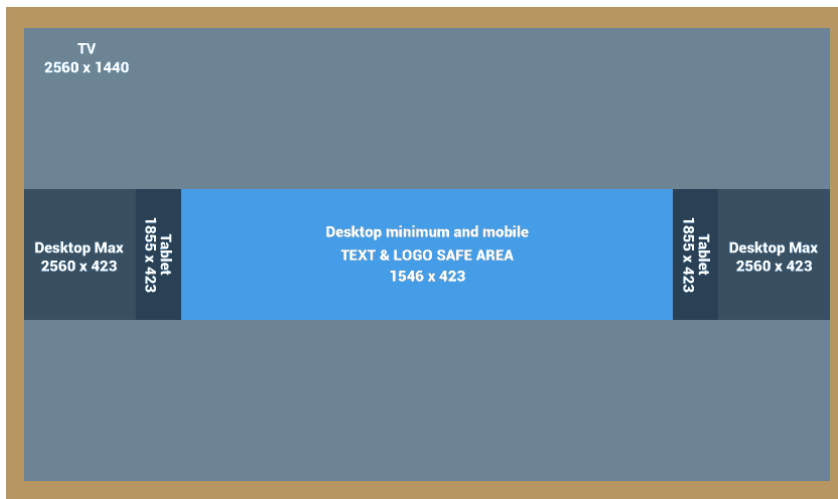 TV
2560 x 1440
Desktop Max
2560 x 423
Tablet
1855 x 423
Desktop minimum and mobile
TEXT & LOGO SAFE AREA
1546 x 423
Tablet
1855 x 423
Desktop Max
2560 x 423